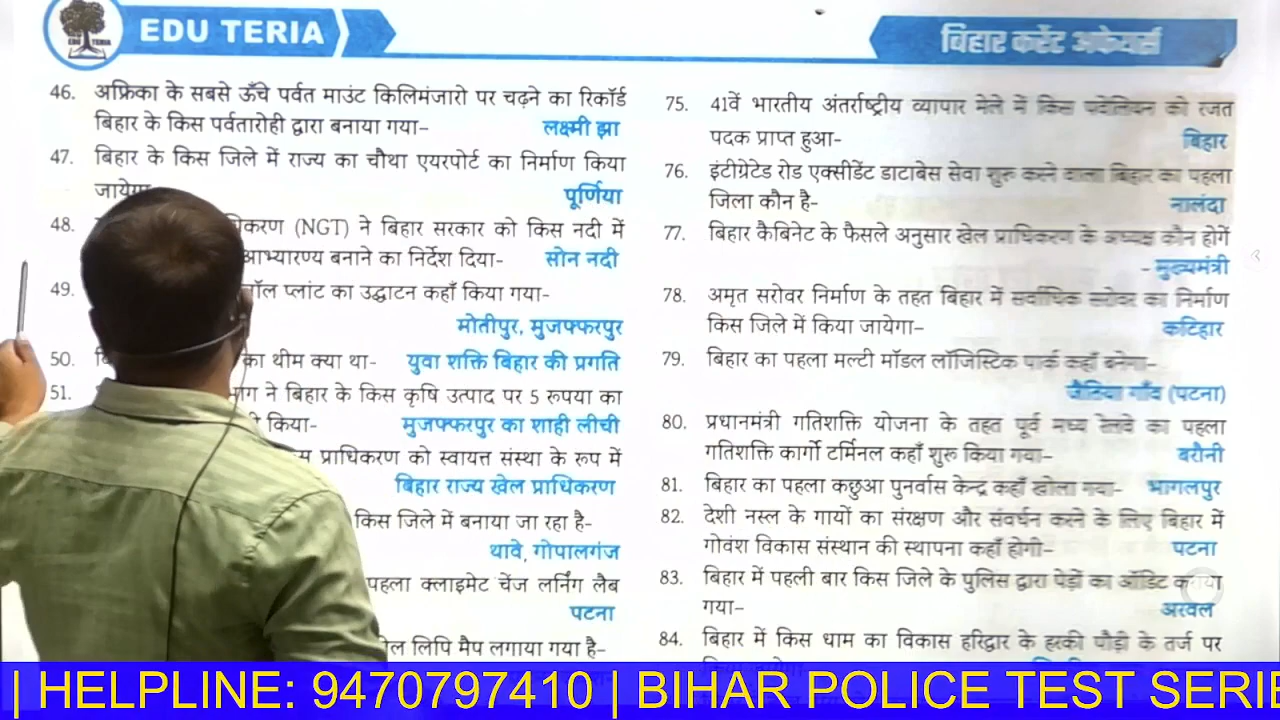 EDU TERIA
EDU TERIA
बिहार करेंट अफेयर्स
46. अफ्रिका के सबसे ऊँचे पर्वत माउंट किलिमंजारो पर चढ़ने का रिकॉर्ड
बिहार के किस पर्वतारोही द्वारा बनाया गया- लक्ष्मी झा
47. बिहार के किस जिले में राज्य का चौथा एयरपोर्ट का निर्माण किया
जायेगा पूर्णिया
48. करण (NGT) ने बिहार सरकार को किस नदी में
आभ्यारण्य बनाने का निर्देश दिया- सोन नदी
49. नॉल प्लांट का उद्घाटन कहाँ किया गया-
मोतीपुर, मुजफ्फरपुर
50. का थीम क्या था- युवा शक्ति बिहार की प्रगति
51. ने बिहार के किस कृषि उत्पाद पर 5 रुपया का
किया- मुजफ्फरपुर का शाही लीची
प्राधिकरण को स्वायत्त संस्था के रूप में
बिहार राज्य खेल प्राधिकरण
किस जिले में बनाया जा रहा है-
थावे, गोपालगंज
पहला क्लाइमेट चेंज लर्निंग लैब
पटना
लिपि मैप लगाया गया है-
75. 41वें भारतीय अंतर्राष्ट्रीय व्यापार मेले में किस पवेलियन को रजत
पदक प्राप्त हुआ- बिहार
76. इंटीग्रेटेड रोड एक्सीडेंट डाटाबेस सेवा शुरू करने वाला बिहार का पहला
जिला कौन है- नालंदा
77. बिहार कैबिनेट के फैसले अनुसार खेल प्राधिकरण के अध्यक्ष कौन होगें
- मुख्यमंत्री
78. अमृत सरोवर निर्माण के तहत बिहार में सर्वाधिक सरोवर का निर्माण
किस जिले में किया जायेगा- कटिहार
79. बिहार का पहला मल्टी मॉडल लॉजिस्टिक पार्क कहाँ बनेगा-
जैतिया गाँव (पटना)
80. प्रधानमंत्री गतिशक्ति योजना के तहत पूर्व मध्य रेलवे का पहला
गतिशक्ति कार्गो टर्मिनल कहाँ शुरू किया गया- बरौनी
81. बिहार का पहला कछुआ पुनर्वास केन्द्र कहाँ खोला गया- भागलपुर
82. देशी नस्ल के गायों का संरक्षण और संवर्धन करने के लिए बिहार में
गोवंश विकास संस्थान की स्थापना कहाँ होगी- पटना
83. बिहार में पहली बार किस जिले के पुलिस द्वारा पेड़ों का ऑडिट कराया
गया- अरवल
84. बिहार में किस धाम का विकास हरिद्वार के हरकी पौड़ी के तर्ज पर
| HELPLINE: 9470797410 | BIHAR POLICE TEST SERIE